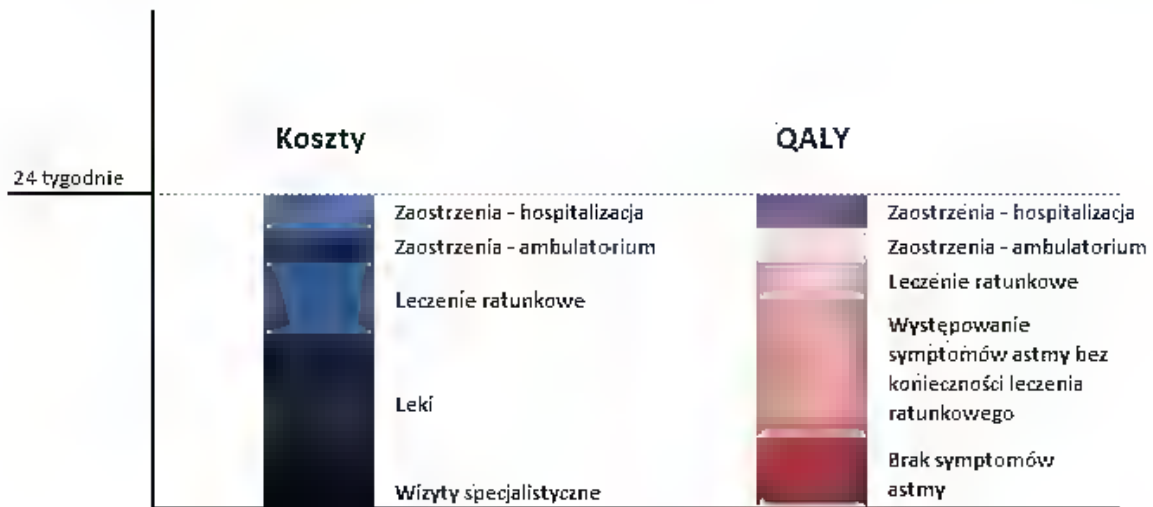 Koszty
QALY
24 tygodnie
Zaostrzenia - hospitalizacja
Zaostrzenia - ambulatorium
Leczenie ratunkowe
Leki
Wizyty specjalistyczne
Zaostrzenia - hospitalizacja
Zaostrzenia - ambulatorium
Leczenie ratunkowe
Występowanie
symptomów astmy bez
konieczności leczenia
ratunkowego
Brak symptomów
astmy